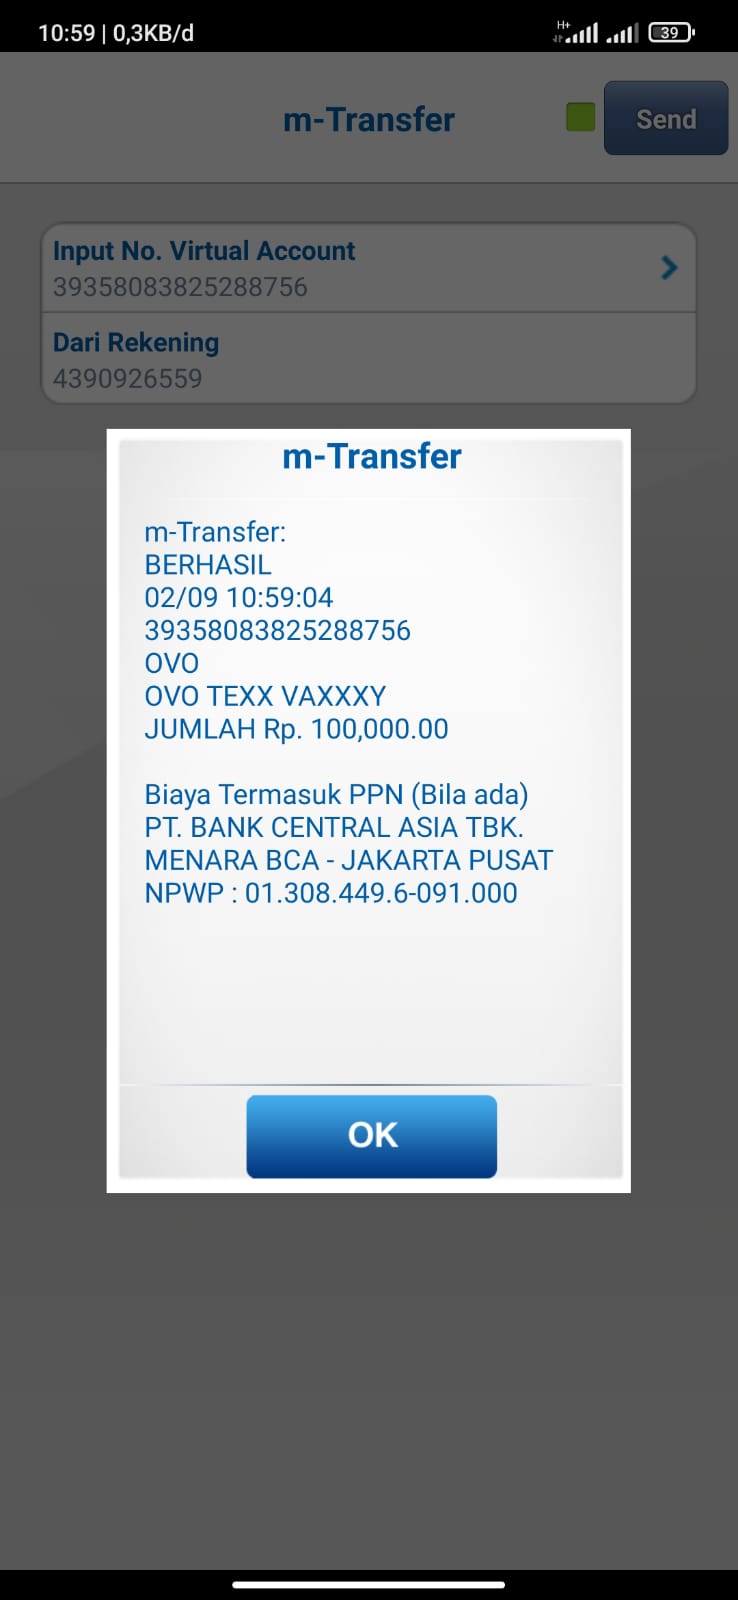 10:59 | 0,3KB/d
H+
39
m-Transfer
Send
Input No. Virtual Account
39358083825288756
Dari Rekening
4390926559
m-Transfer
m-Transfer:
BERHASIL
02/09 10:59:04
39358083825288756
OVO
OVO TEXX VAXXXY
JUMLAH Rp. 100,000.00
Biaya Termasuk PPN (Bila ada)
PT. BANK CENTRAL ASIA TBK.
MENARA BCA - JAKARTA PUSAT
NPWP : 01.308.449.6-091.000
OK